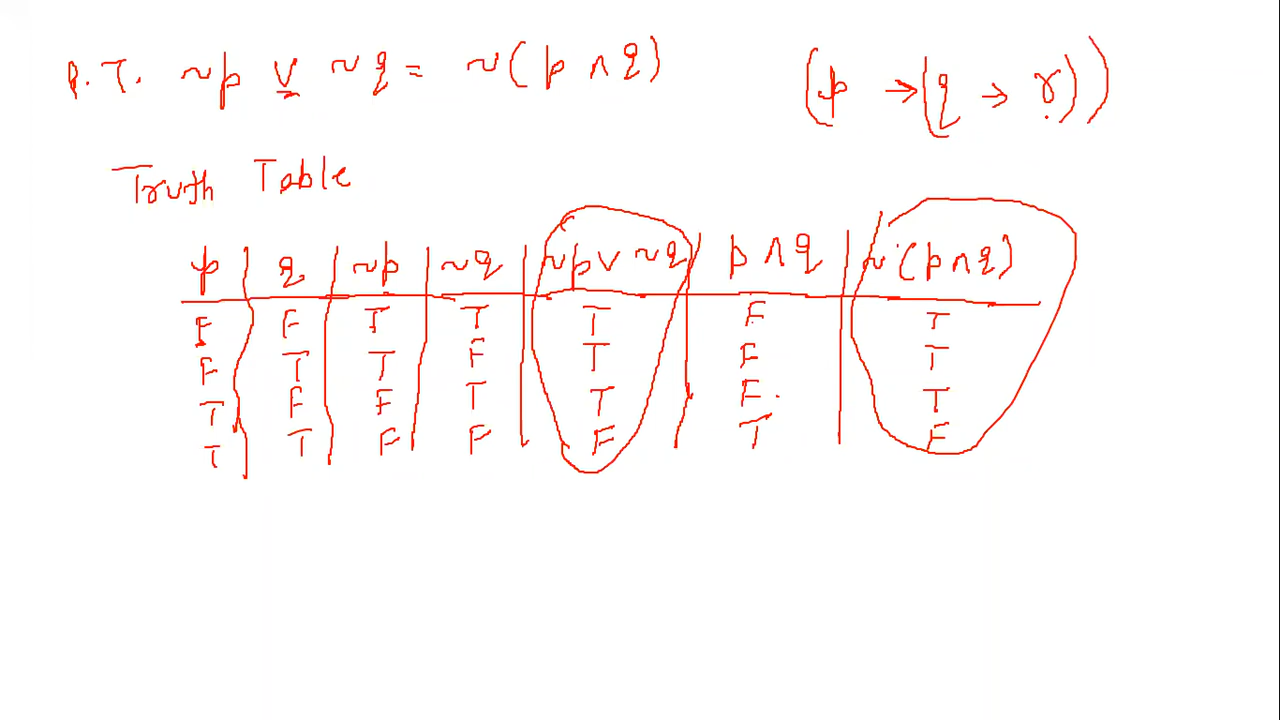 P.T. ~p ∨ ~q = ~(p ∧ q) (p → (q → r))
Truth Table
p q ~p ~q ~p ∨ ~q p ∧ q ~(p ∧ q)
F F T T T F T
F T T F T F T
T F F T T F T
T T F F F T F